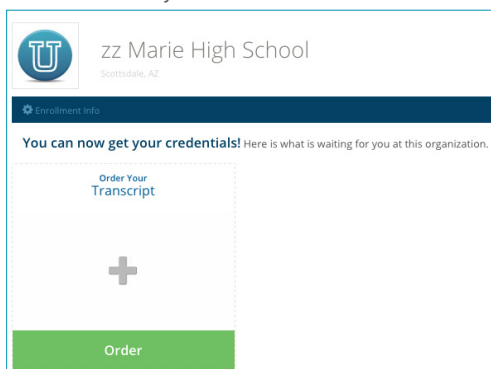 U
zz Marie High School
Scottsdale, AZ
Enrollment Info
You can now get your credentials! Here is what is waiting for you at this organization.
Order Your
Transcript
Order